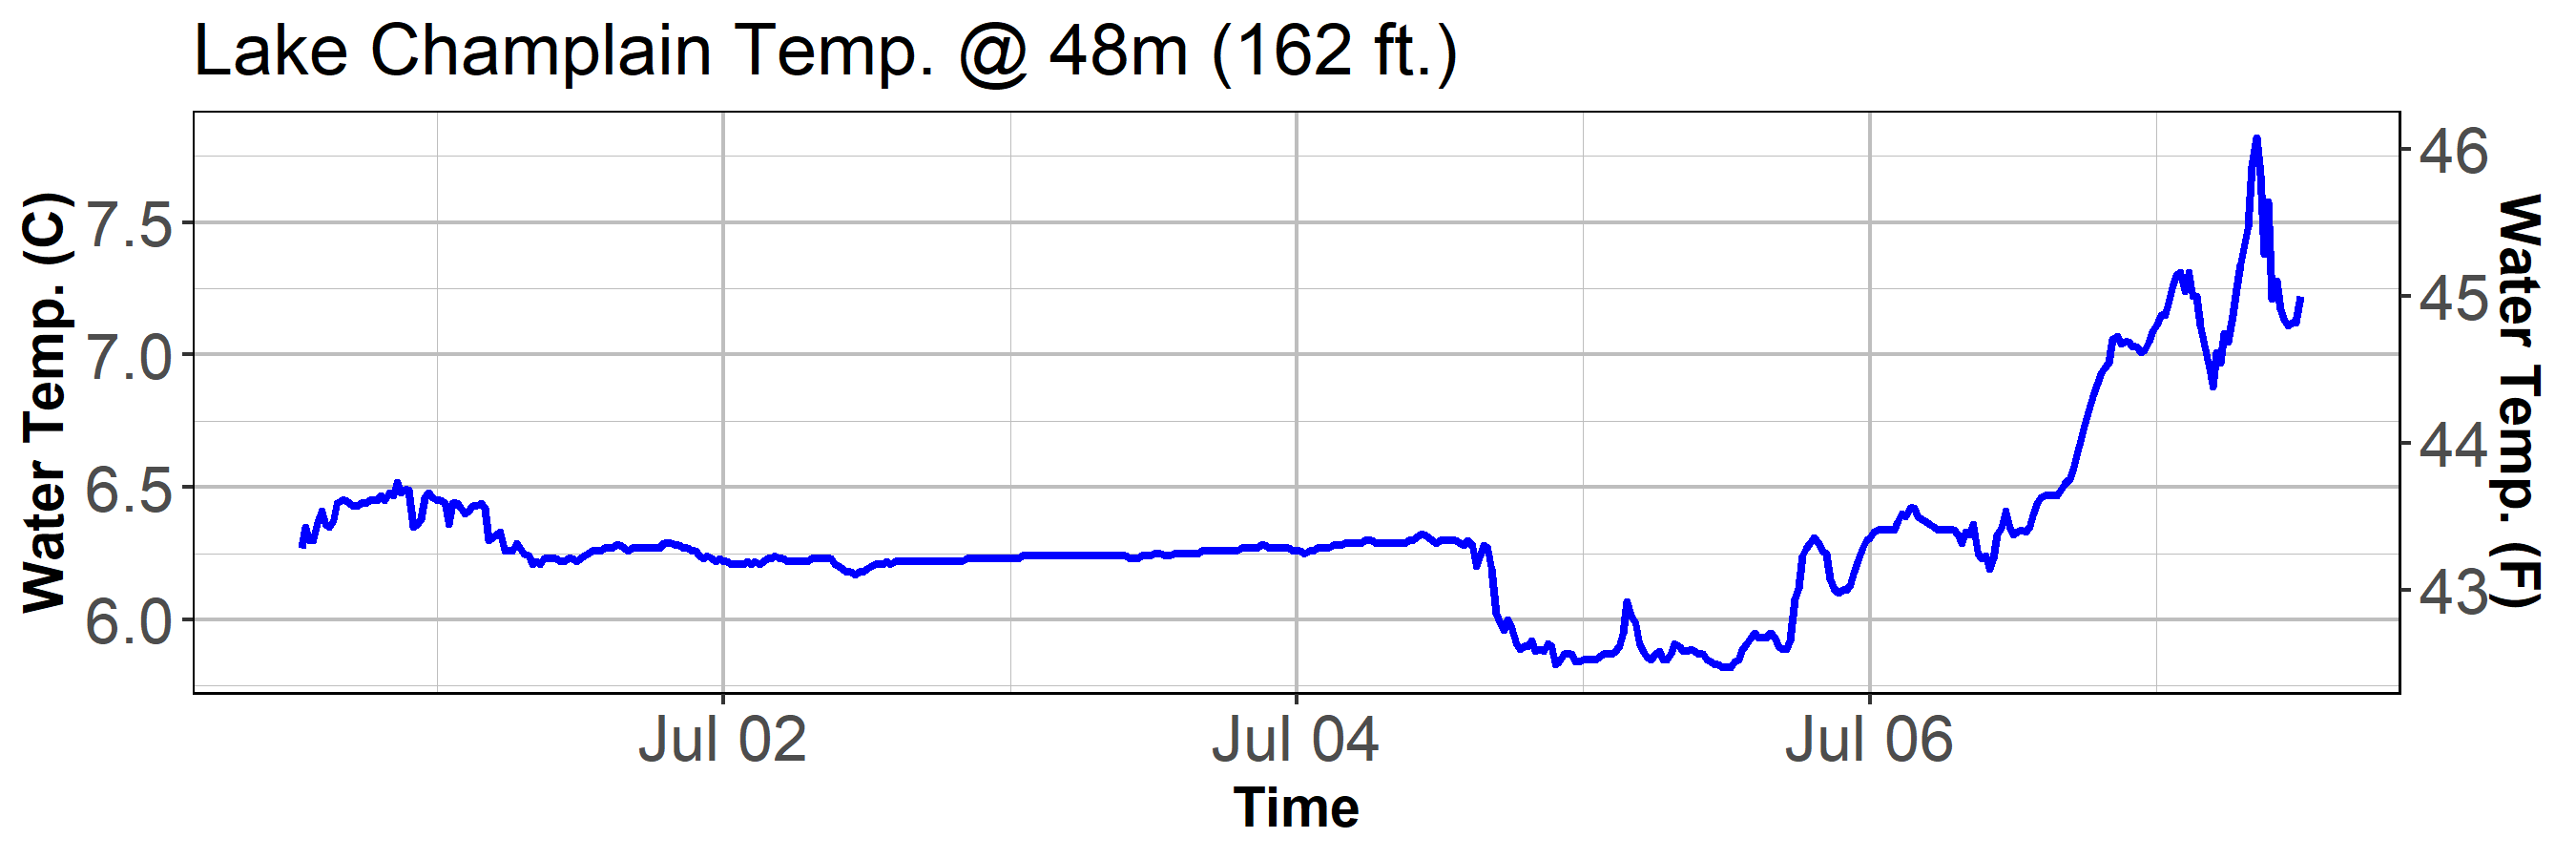 Lake Champlain Temp. @ 48m (162 ft.)
Water Temp. (C)
7.5
7.0
6.5
6.0
46
45
44
43
Water Temp. (F)
Jul 02
Jul 04
Jul 06
Time